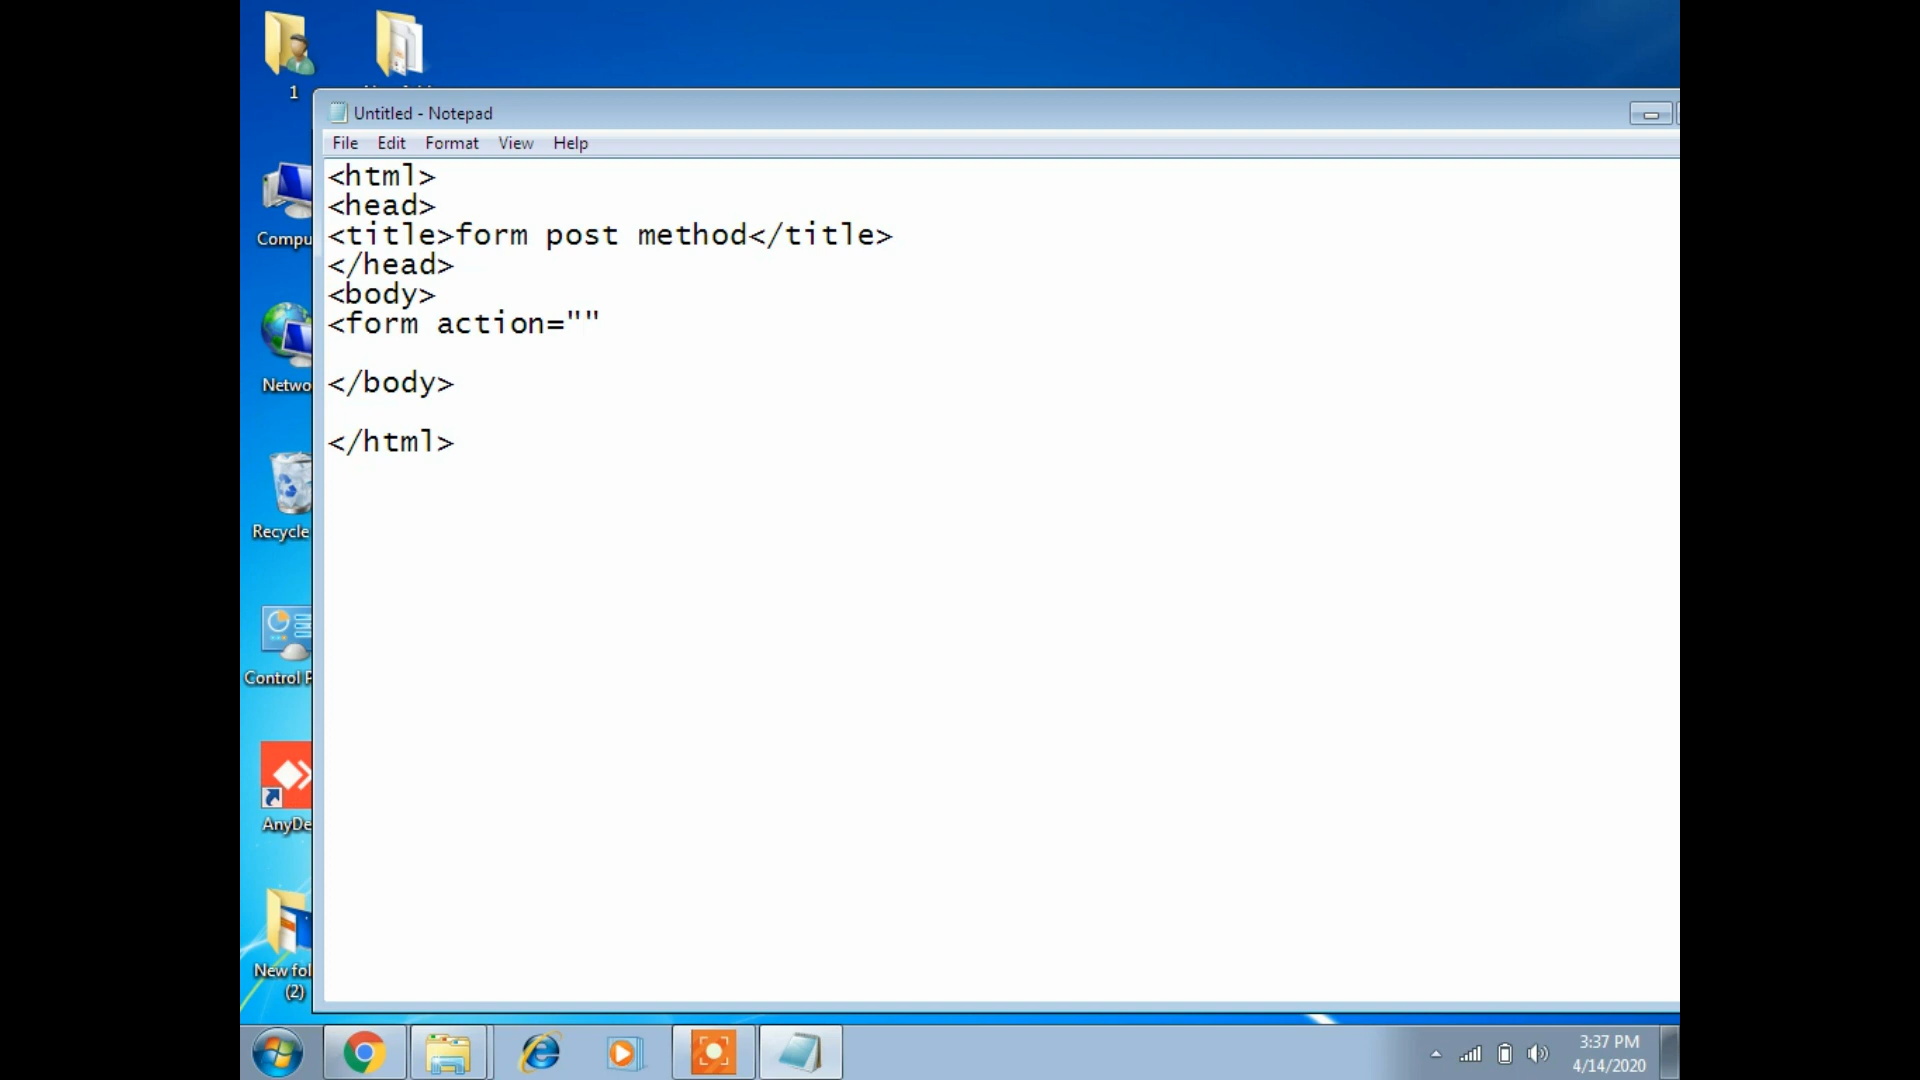 1
Untitled - Notepad
File Edit Format View Help
<html>
<head>
<title>form post method</title>
</head>
<body>
<form action=""
</body>
</html>
Compu
Netwo
Recycle
Control P
AnyDe
New fol
(2)
3:37 PM
4/14/2020